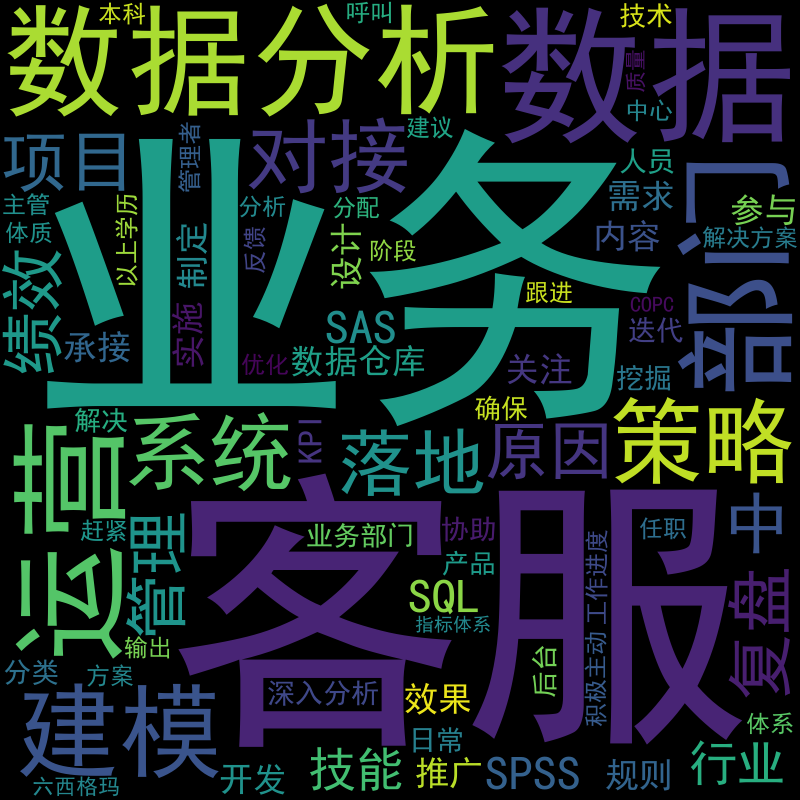 本科
呼叫
技术
数据分析
数据
质量
中心
建议
管理者
项目
对接
人员
业务
部门
主管
以上学历
分析
分配
需求
参与
体质
制定
反馈
设计
阶段
内容
解决方案
绩效
跟进
COPC
承接
实施
SAS
迭代
优化
数据仓库
关注
挖掘
解决
确保
策略
运营
系统
KPI
落地
原因
客服
中
赶紧
管理
业务部门
协助
任职
产品
工作进度
SQL
复盘
指标体系
输出
后台
积极主动
分类
方案
深入分析
效果
建模
体系
日常
行业
技能
推广
SPSS
规则
六西格玛
开发